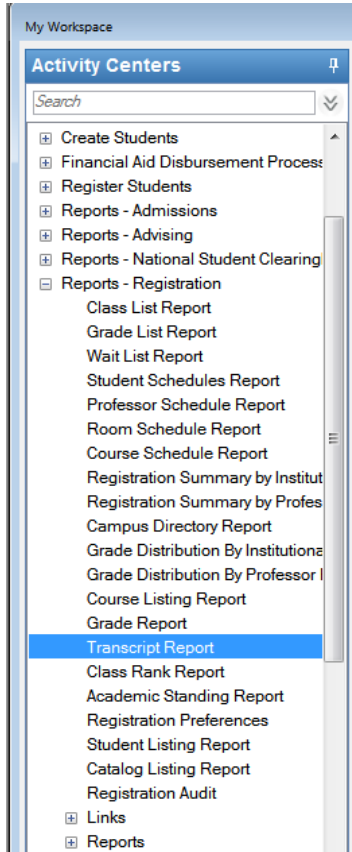 My Workspace
Activity Centers
Search
Create Students
Financial Aid Disbursement Process
Register Students
Reports - Admissions
Reports - Advising
Reports - National Student Clearing
Reports - Registration
Class List Report
Grade List Report
Wait List Report
Student Schedules Report
Professor Schedule Report
Room Schedule Report
Course Schedule Report
Registration Summary by Institut
Registration Summary by Profes
Campus Directory Report
Grade Distribution By Institutiona
Grade Distribution By Professor
Course Listing Report
Grade Report
Transcript Report
Class Rank Report
Academic Standing Report
Registration Preferences
Student Listing Report
Catalog Listing Report
Registration Audit
Links
Reports